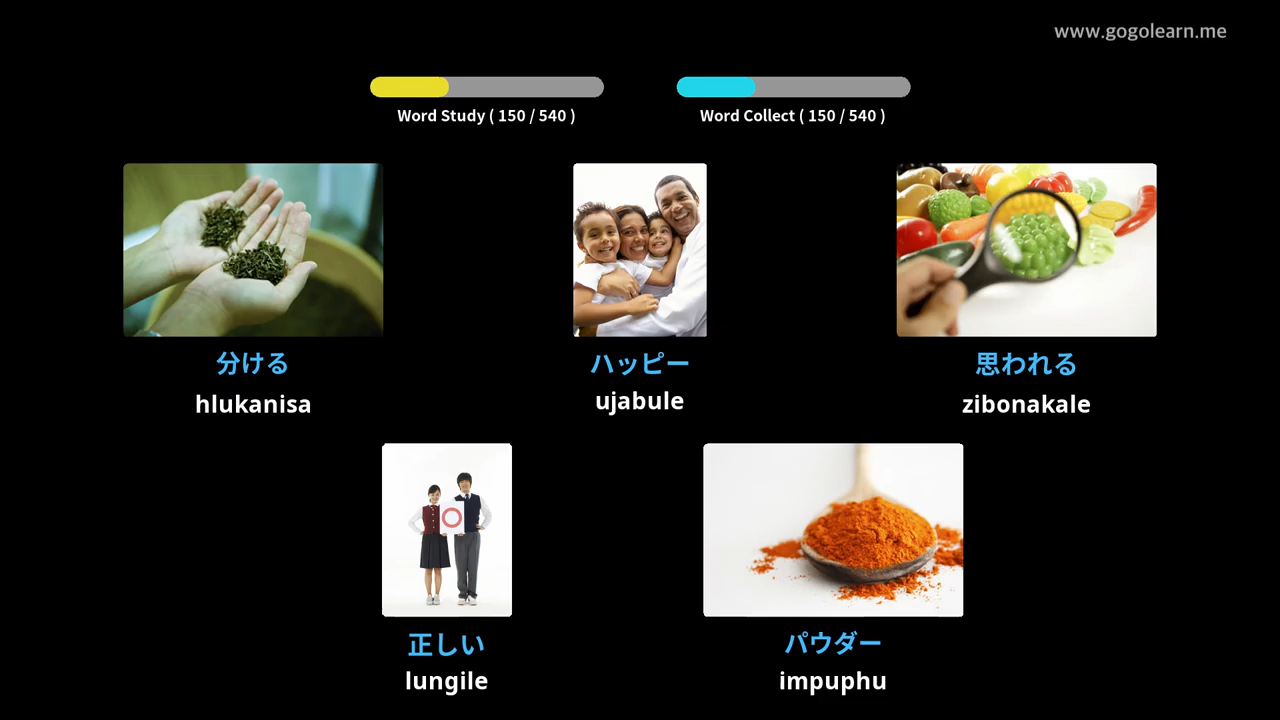 www.gogolearn.me
Word Study ( 150 / 540 )
Word Collect ( 150 / 540 )
分ける
hlukanisa
ハッピー
ujabule
思われる
zibonakale
正しい
lungile
パウダー
impuphu